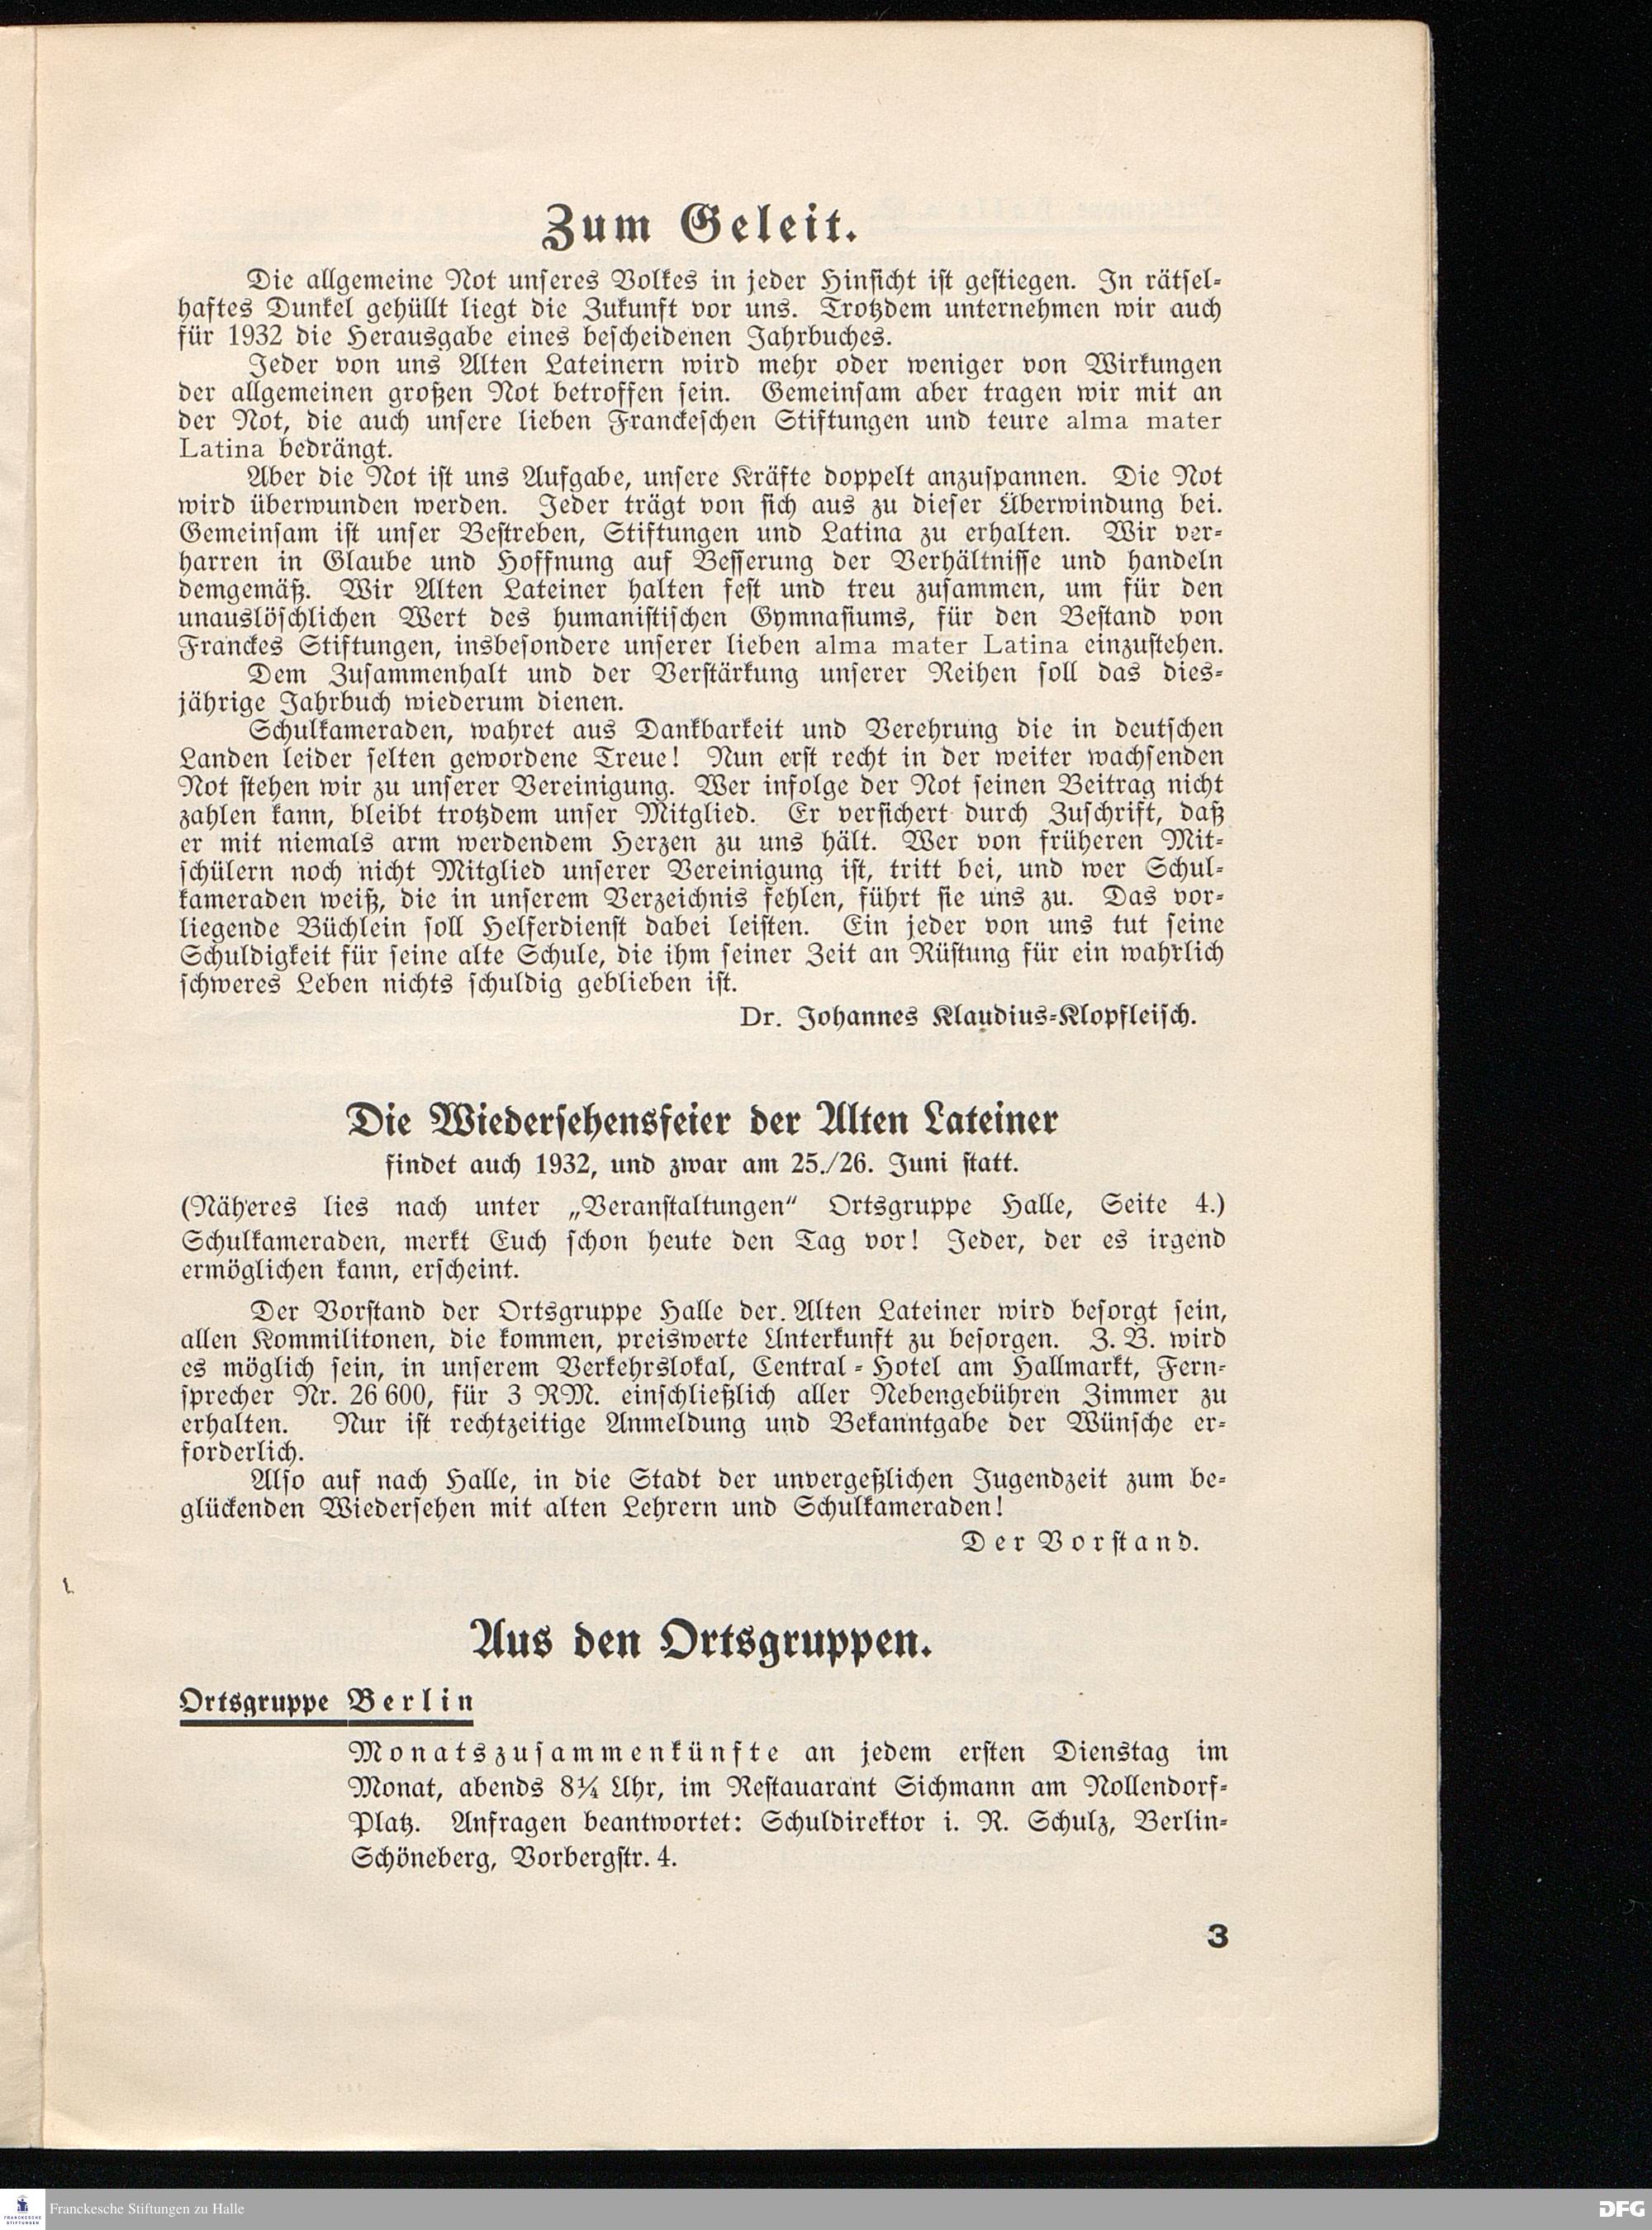 Zum Geleit.
Die allgemeine Not unseres Volkes in jeder Hinsicht ist gestiegen. In rätsel-
haftes Dunkel gehüllt liegt die Zukunft vor uns. Trotzdem unternehmen wir auch
für 1932 die Herausgabe eines bescheidenen Jahrbuches.
Jeder von uns Alten Lateinern wird mehr oder weniger von Wirkungen
der allgemeinen großen Not betroffen sein. Gemeinsam aber tragen wir mit an
der Not, die auch unsere lieben Franckeschen Stiftungen und teure alma mater
Latina bedrängt.
Aber die Not ist uns Aufgabe, unsere Kräfte doppelt anzuspannen. Die Not
wird überwunden werden. Jeder trägt von sich aus zu dieser Überwindung bei.
Gemeinsam ist unser Bestreben, Stiftungen und Latina zu erhalten. Wir ver-
harren in Glaube und Hoffnung auf Besserung der Verhältnisse und handeln
demgemäß. Wir Alten Lateiner halten fest und treu zusammen, um für den
unauslöschlichen Wert des humanistischen Gymnasiums, für den Bestand von
Franckes Stiftungen, insbesondere unserer lieben alma mater Latina einzustehen.
Dem Zusammenhalt und der Verstärkung unserer Reihen soll das dies-
jährige Jahrbuch wiederum dienen.
Schulkameraden, wahret aus Dankbarkeit und Verehrung die in deutschen
Landen leider selten gewordene Treue! Nun erst recht in der weiter wachsenden
Not stehen wir zu unserer Vereinigung. Wer infolge der Not seinen Beitrag nicht
zahlen kann, bleibt trotzdem unser Mitglied. Er versichert durch Zuschrift, daß
er mit niemals arm werdendem Herzen zu uns hält. Wer von früheren Mit-
schülern noch nicht Mitglied unserer Vereinigung ist, tritt bei, und wer Schul-
kameraden weiß, die in unserem Verzeichnis fehlen, führt sie uns zu. Das vor-
liegende Büchlein soll Helferdienst dabei leisten. Ein jeder von uns tut seine
Schuldigkeit für seine alte Schule, die ihm seiner Zeit an Rüstung für ein wahrlich
schweres Leben nichts schuldig geblieben ist.
Dr. Johannes Klaudius-Klopfleisch.
Die Wiedersehensfeier der Alten Lateiner
findet auch 1932, und zwar am 25./26. Juni statt.
(Näheres lies nach unter „Veranstaltungen“ Ortsgruppe Halle, Seite 4.)
Schulkameraden, merkt Euch schon heute den Tag vor! Jeder, der es irgend
ermöglichen kann, erscheint.
Der Vorstand der Ortsgruppe Halle der Alten Lateiner wird besorgt sein,
allen Kommilitonen, die kommen, preiswerte Unterkunft zu besorgen. Z. B. wird
es möglich sein, in unserem Verkehrslokal, Central-Hotel am Hallmarkt, Fern-
sprecher Nr. 26 600, für 3 RM. einschließlich aller Nebengebühren Zimmer zu
erhalten. Nur ist rechtzeitige Anmeldung und Bekanntgabe der Wünsche er-
forderlich.
Also auf nach Halle, in die Stadt der unvergeßlichen Jugendzeit zum be-
glückenden Wiedersehen mit alten Lehrern und Schulkameraden!
Der Vorstand.
Aus den Ortsgruppen.
Ortsgruppe Berlin
Monatszusammenkünfte an jedem ersten Dienstag im
Monat, abends 8¼ Uhr, im Restauarant Sichmann am Nollendorf-
Platz. Anfragen beantwortet: Schuldirektor i. R. Schulz, Berlin-
Schöneberg, Vorbergstr. 4.
3
Franckesche Stiftungen zu Halle
FRANCKESCHE
STIFTUNGEN
DFG